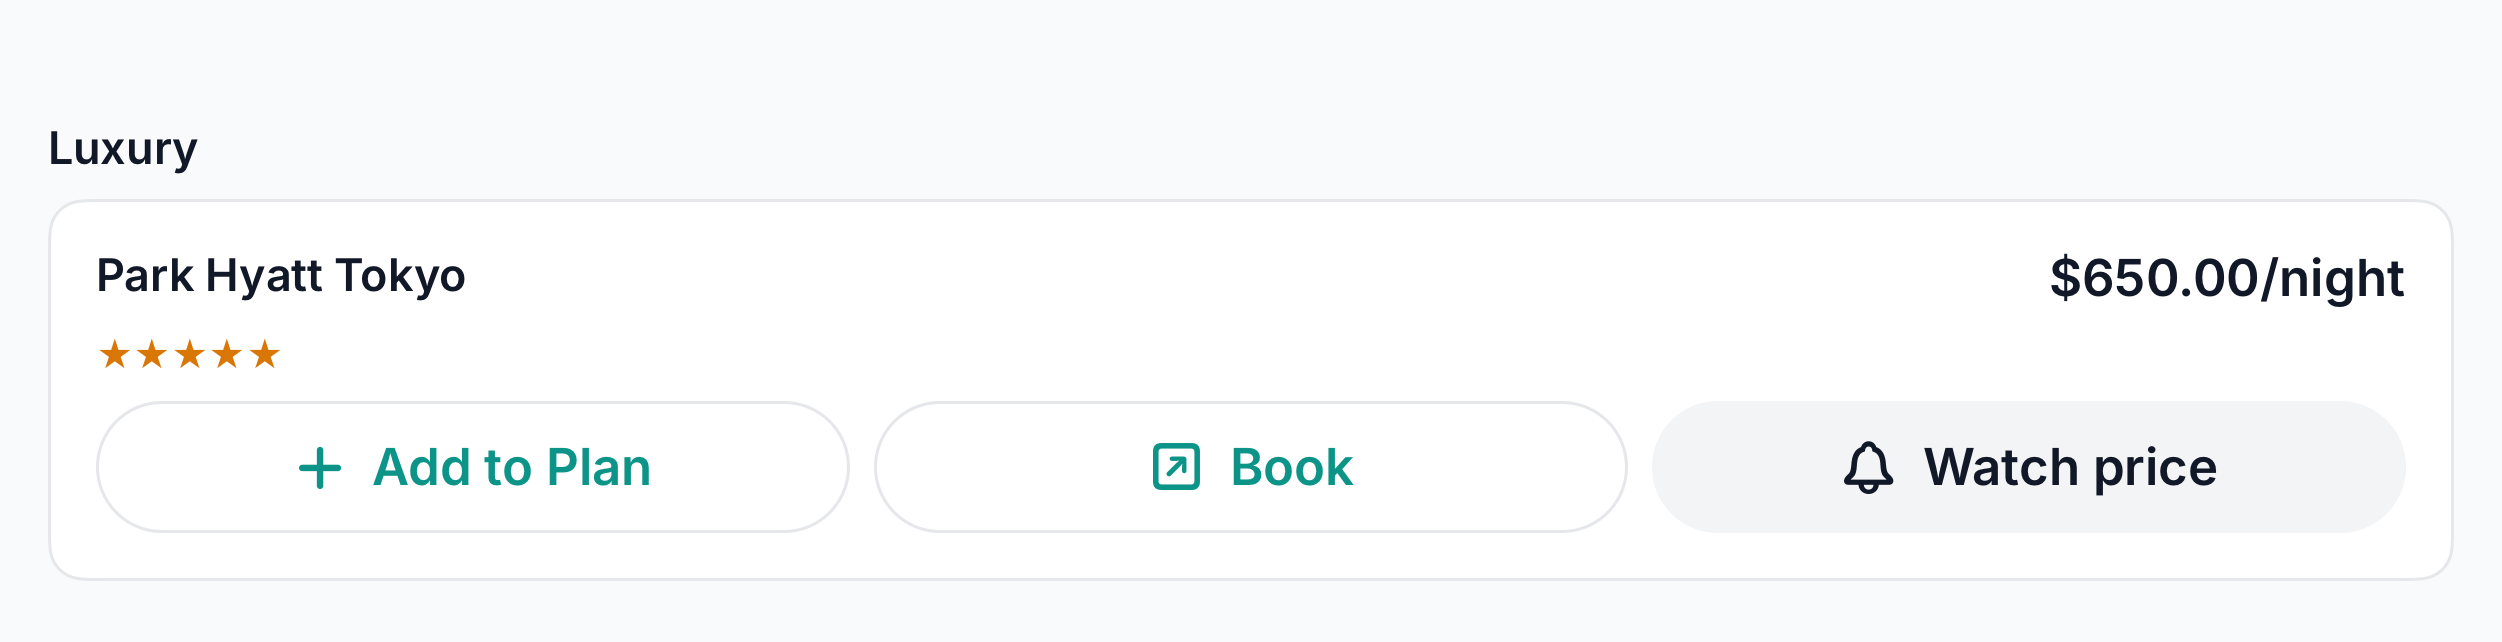 Luxury
Park Hyatt Tokyo
$650.00/night
★★★★★
Add to Plan
Book
Watch price